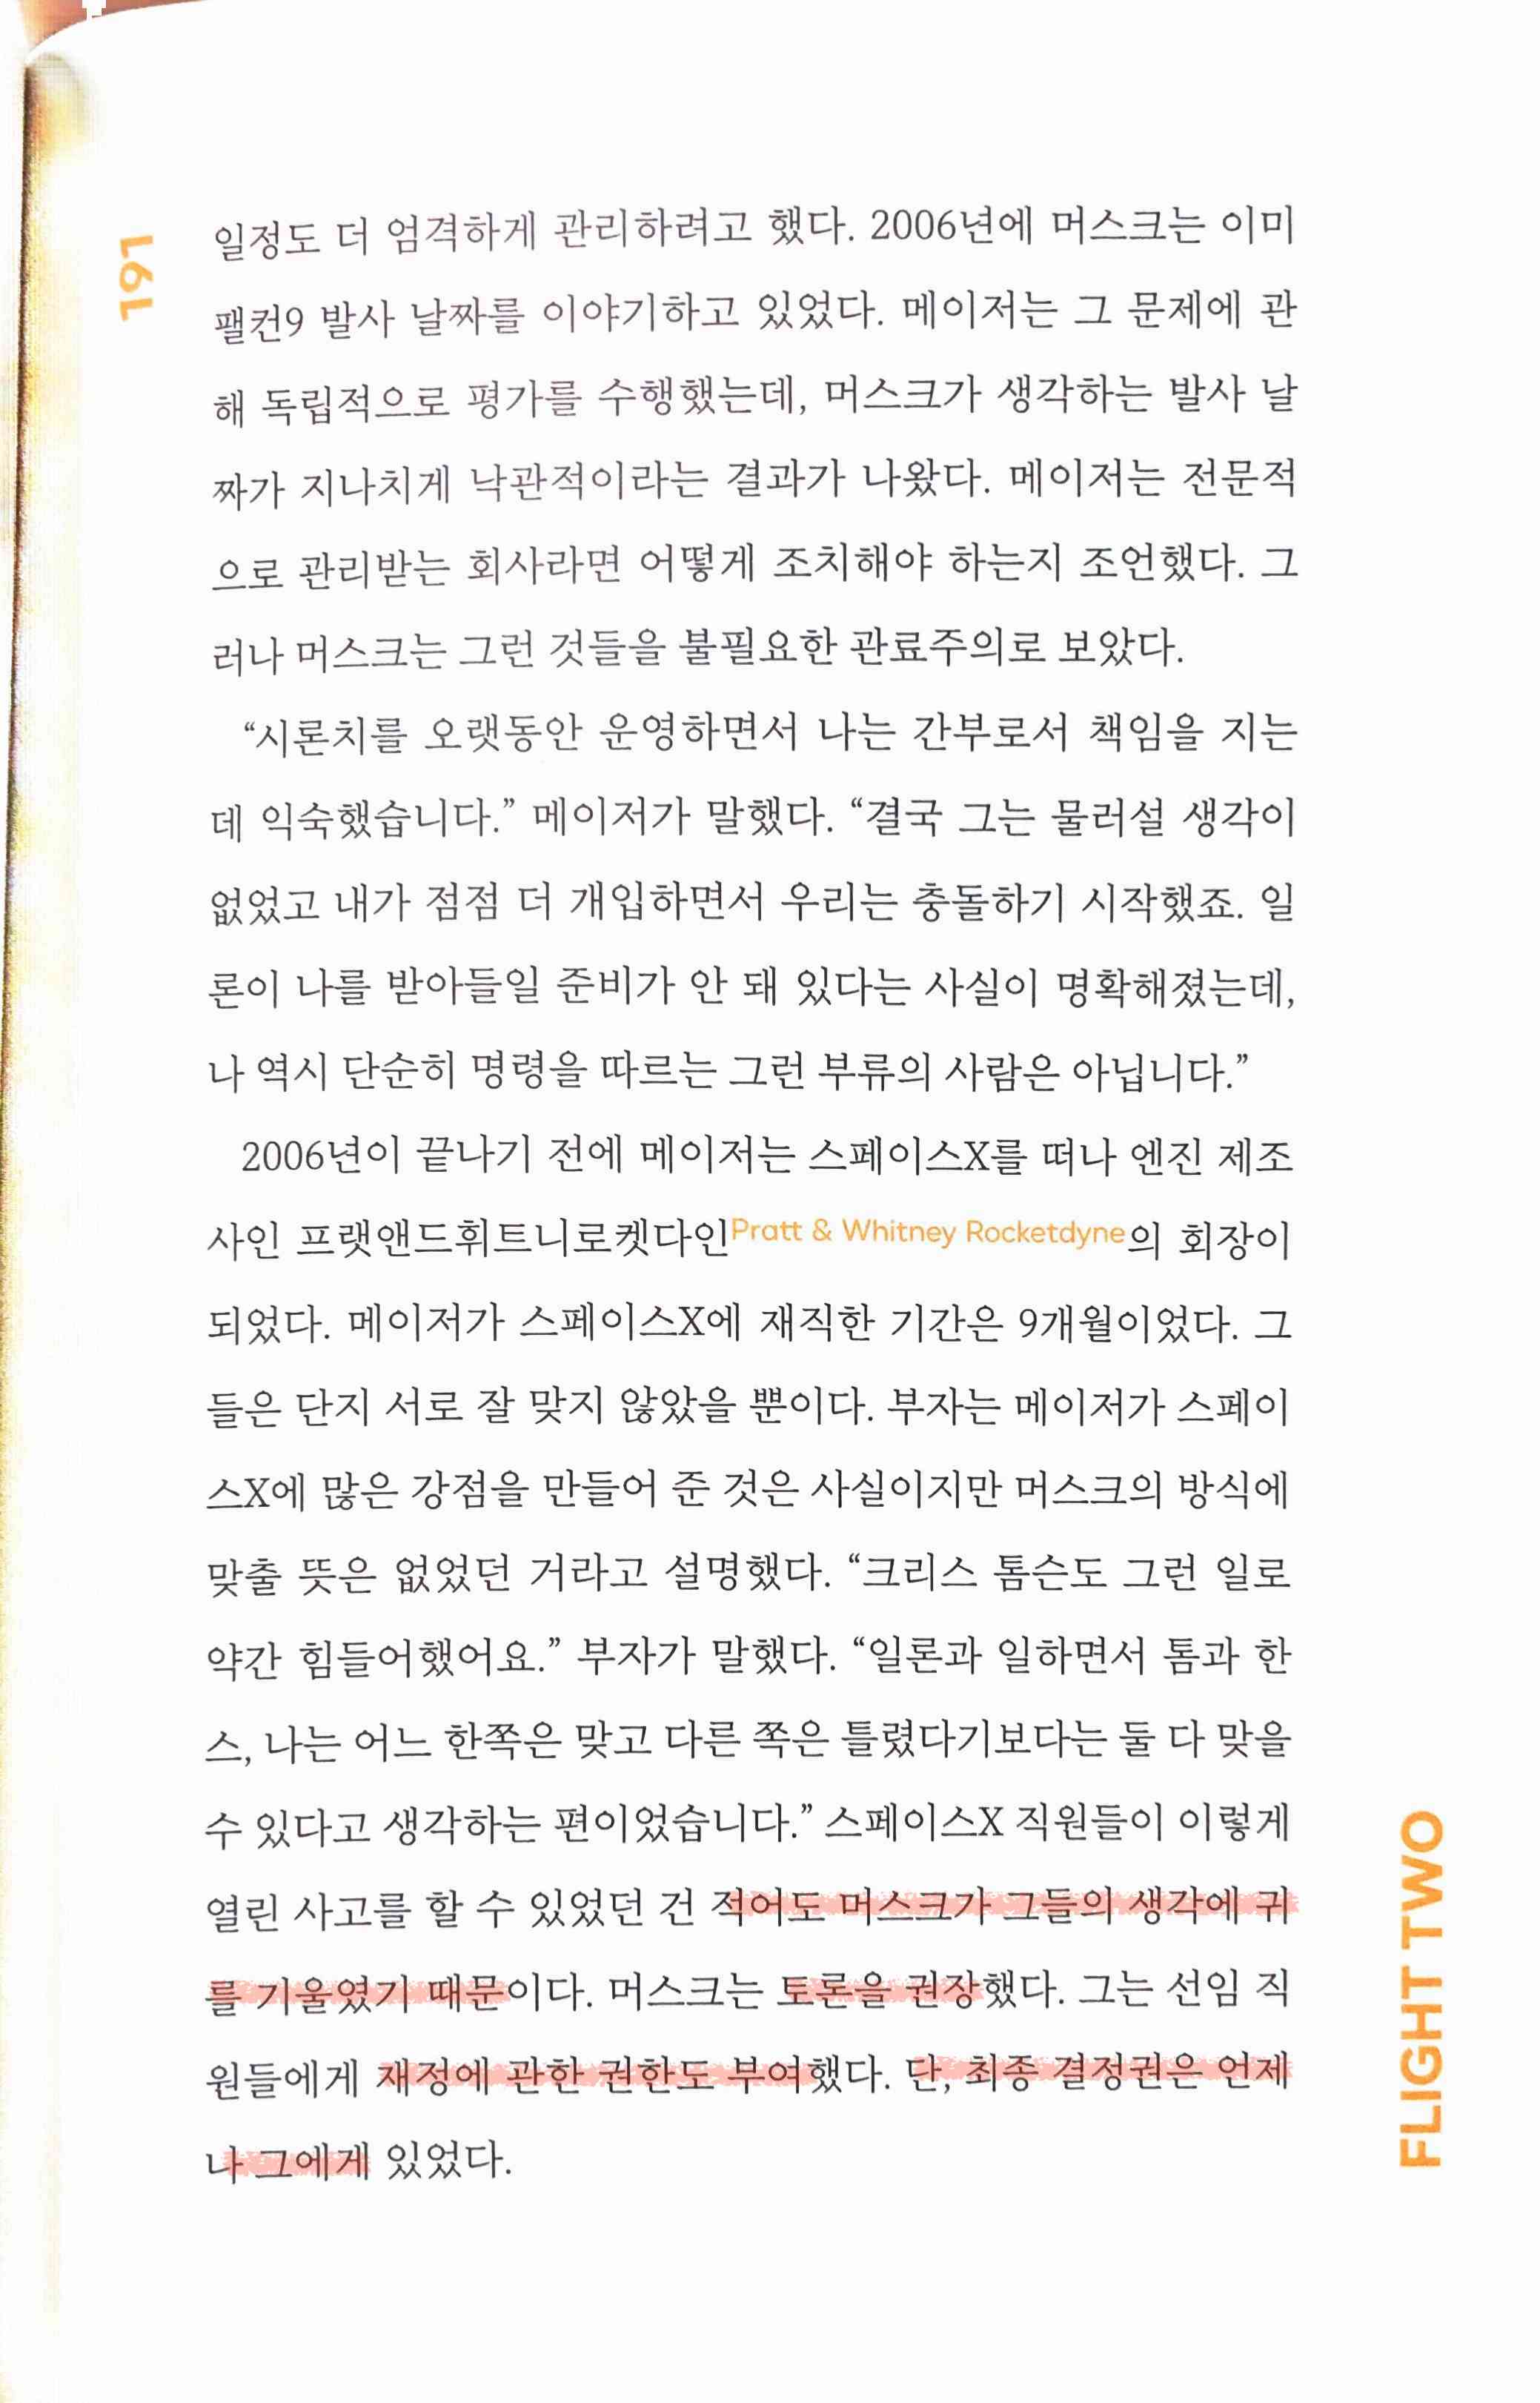 191
일정도 더 엄격하게 관리하려고 했다. 2006년에 머스크는 이미
팰컨9 발사 날짜를 이야기하고 있었다. 메이저는 그 문제에 관
해 독립적으로 평가를 수행했는데, 머스크가 생각하는 발사 날
짜가 지나치게 낙관적이라는 결과가 나왔다. 메이저는 전문적
으로 관리받는 회사라면 어떻게 조치해야 하는지 조언했다. 그
러나 머스크는 그런 것들을 불필요한 관료주의로 보았다.
“시론치를 오랫동안 운영하면서 나는 간부로서 책임을 지는
데 익숙했습니다.” 메이저가 말했다. “결국 그는 물러설 생각이
없었고 내가 점점 더 개입하면서 우리는 충돌하기 시작했죠. 일
론이 나를 받아들일 준비가 안 돼 있다는 사실이 명확해졌는데,
나 역시 단순히 명령을 따르는 그런 부류의 사람은 아닙니다.”
2006년이 끝나기 전에 메이저는 스페이스X를 떠나 엔진 제조
사인 프랫앤드휘트니로켓다인Pratt & Whitney Rocketdyne의 회장이
되었다. 메이저가 스페이스X에 재직한 기간은 9개월이었다. 그
들은 단지 서로 잘 맞지 않았을 뿐이다. 부자는 메이저가 스페이
스X에 많은 강점을 만들어 준 것은 사실이지만 머스크의 방식에
맞출 뜻은 없었던 거라고 설명했다. “크리스 톰슨도 그런 일로
약간 힘들어했어요.” 부자가 말했다. “일론과 일하면서 톰과 한
스, 나는 어느 한쪽은 맞고 다른 쪽은 틀렸다기보다는 둘 다 맞을
수 있다고 생각하는 편이었습니다.” 스페이스X 직원들이 이렇게
열린 사고를 할 수 있었던 건 적어도 머스크가 그들의 생각에 귀
를 기울였기 때문이다. 머스크는 토론을 권장했다. 그는 선임 직
원들에게 재정에 관한 권한도 부여했다. 단, 최종 결정권은 언제
나 그에게 있었다.
FLIGHT TWO